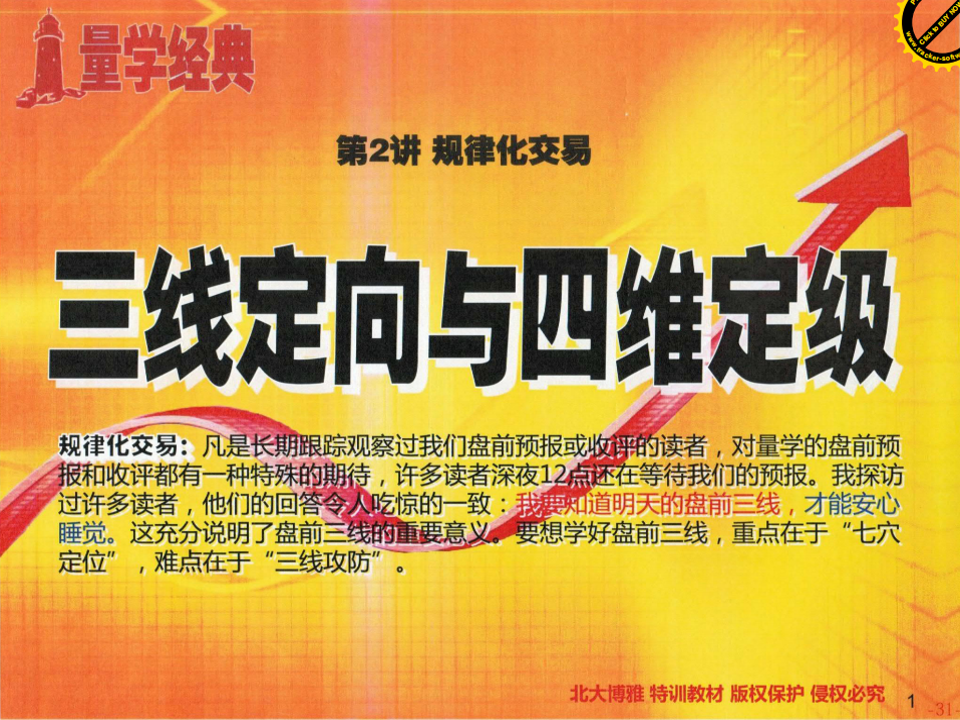 量学经典
Click to BUY NOW
www.tracker-softw
第2讲 规律化交易
三线定向与四维定级
规律化交易：凡是长期跟踪观察过我们盘前预报或收评的读者，对量学的盘前预
报和收评都有一种特殊的期待，许多读者深夜12点还在等待我们的预报。我探访
过许多读者，他们的回答令人吃惊的一致：我要知道明天的盘前三线，才能安心
睡觉。这充分说明了盘前三线的重要意义。要想学好盘前三线，重点在于“七穴
定位”，难点在于“三线攻防”。
北大博雅 特训教材 版权保护 侵权必究
1
-31-